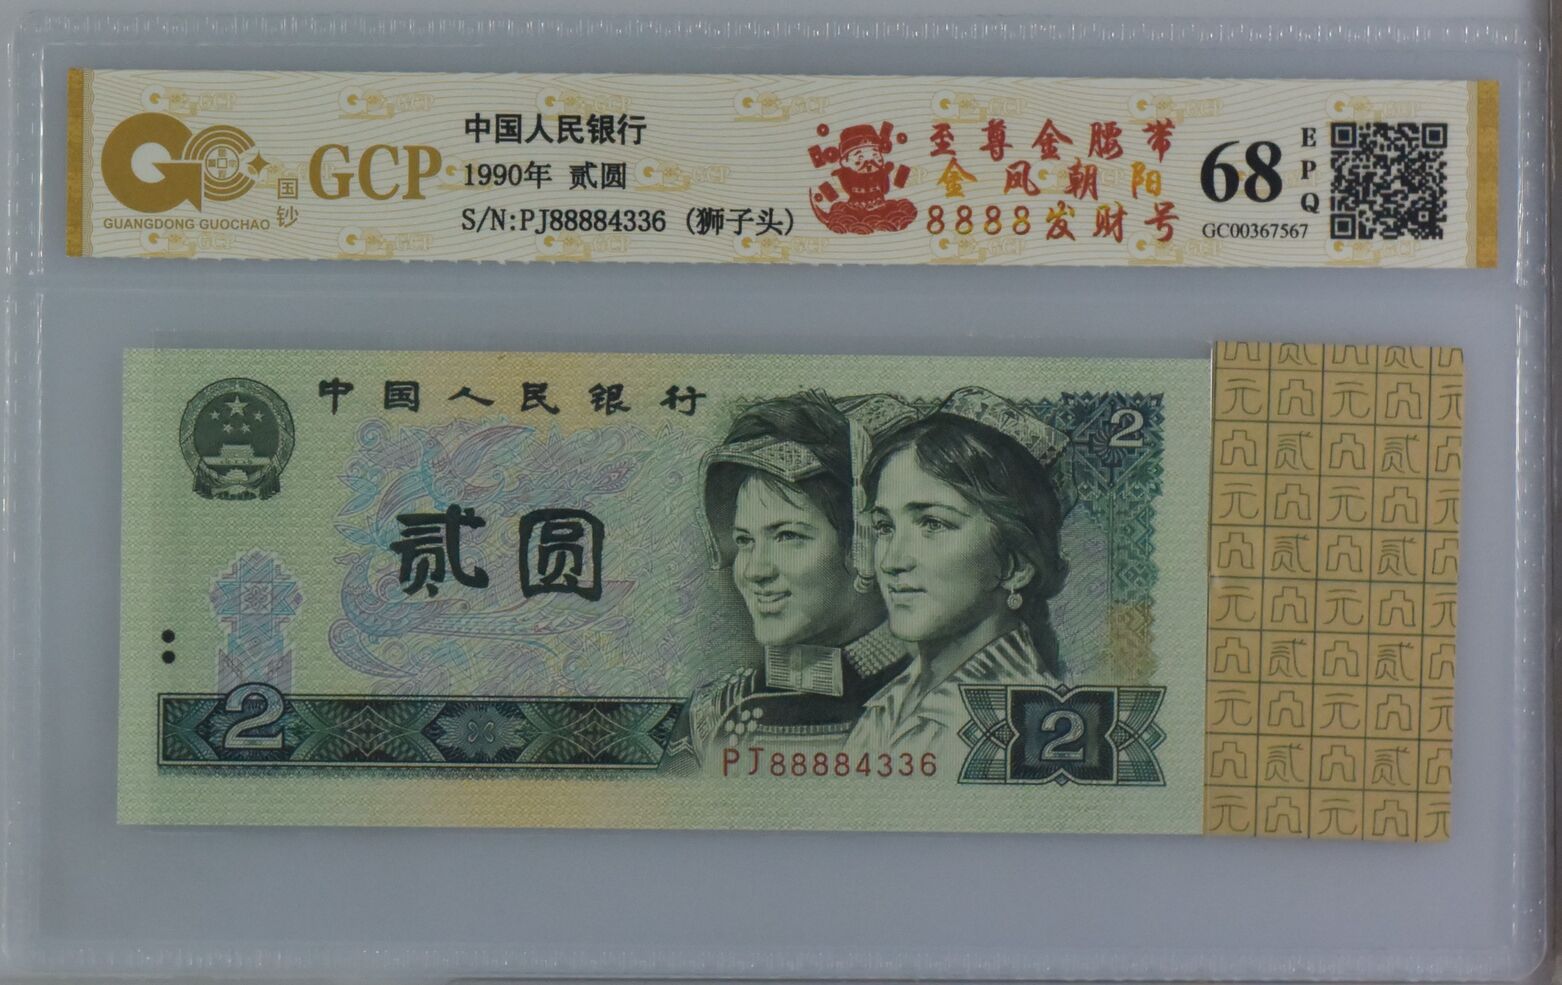 GC
GUANGDONG GUOCHAO
国钞
GCP
中国人民银行
1990年 贰圆
S/N:PJ88884336 (狮子头)
至尊金腰带
金凤朝阳
8888发财号
68
EPQ
GC00367567
中国人民银行
2
贰圆
2
PJ88884336
2